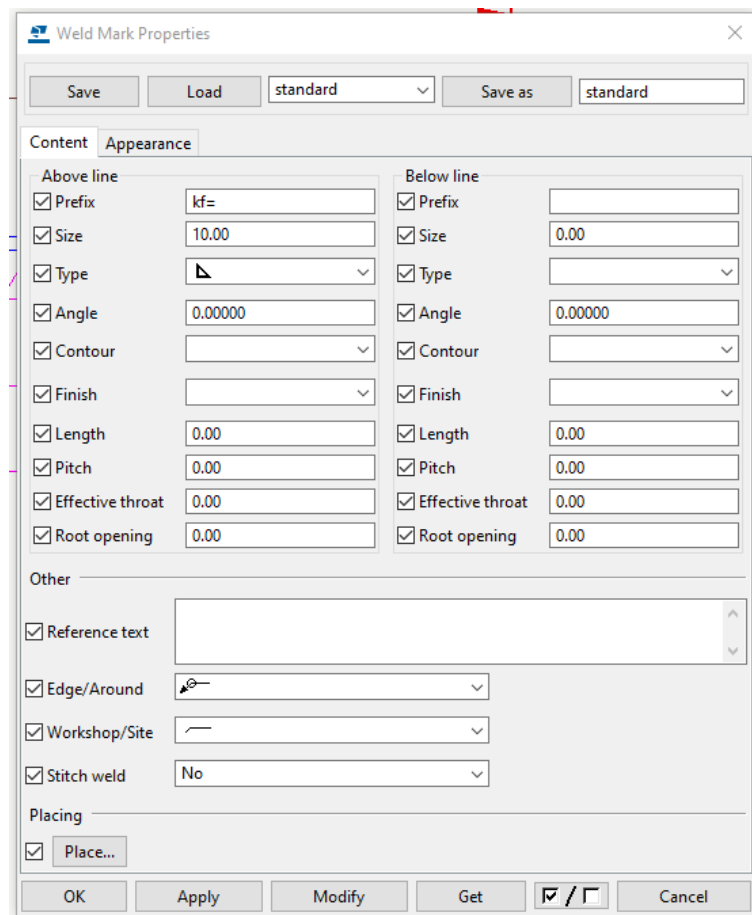 Weld Mark Properties
Save Load standard Save as standard
Content Appearance
Above line Below line
Prefix kf= Prefix
Size 10.00 Size 0.00
Type Type
Angle 0.00000 Angle 0.00000
Contour Contour
Finish Finish
Length 0.00 Length 0.00
Pitch 0.00 Pitch 0.00
Effective throat 0.00 Effective throat 0.00
Root opening 0.00 Root opening 0.00
Other
Reference text
Edge/Around
Workshop/Site
Stitch weld No
Placing
Place...
OK Apply Modify Get / Cancel